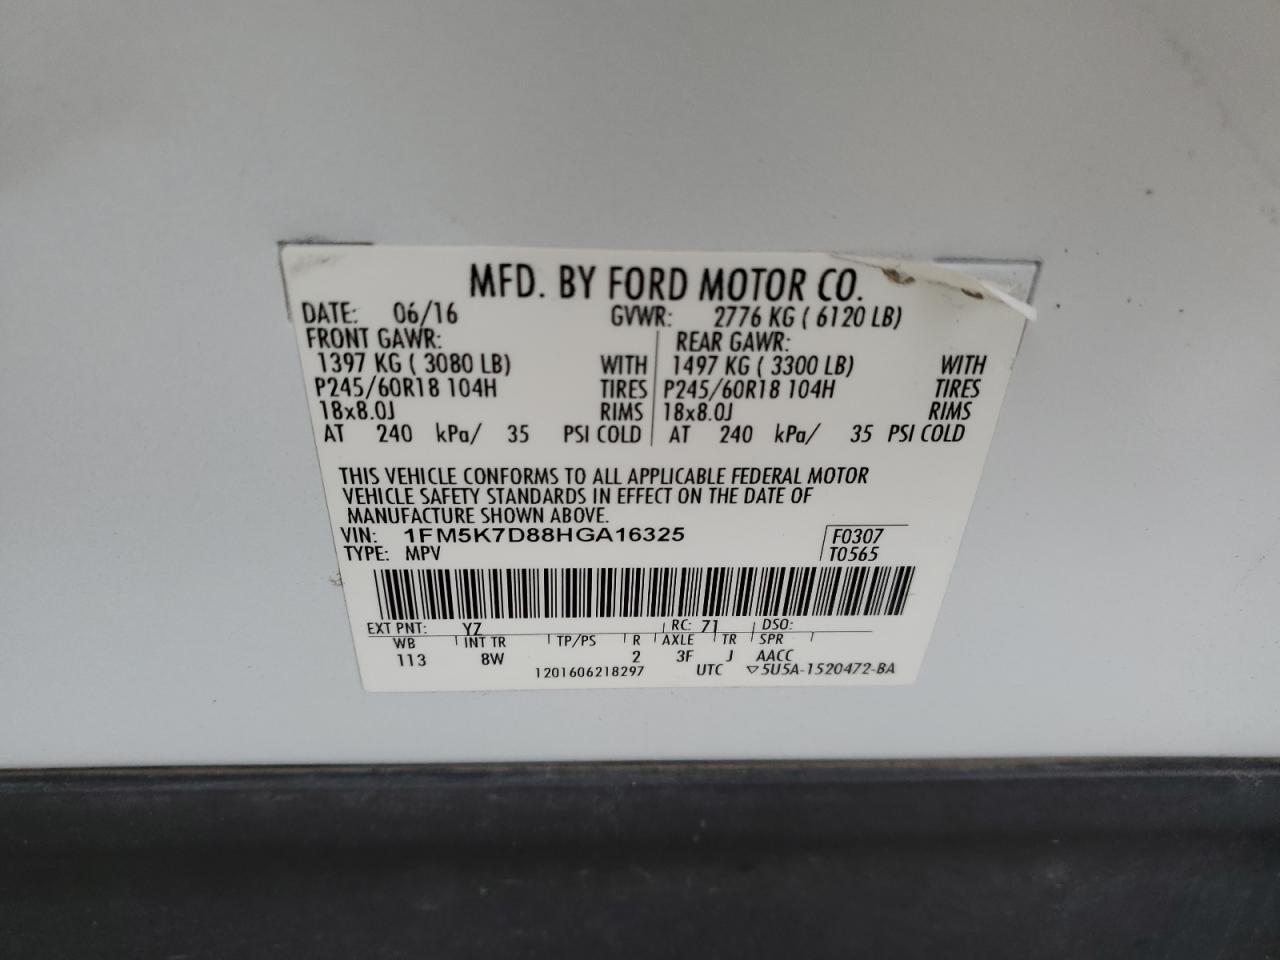 MFD. BY FORD MOTOR CO.
DATE: 06/16 GVWR: 2776 KG ( 6120 LB)
FRONT GAWR: REAR GAWR:
1397 KG ( 3080 LB) WITH 1497 KG ( 3300 LB) WITH
P245/60R18 104H TIRES P245/60R18 104H TIRES
18x8.0J RIMS 18x8.0J RIMS
AT 240 kPa/ 35 PSI COLD AT 240 kPa/ 35 PSI COLD
THIS VEHICLE CONFORMS TO ALL APPLICABLE FEDERAL MOTOR
VEHICLE SAFETY STANDARDS IN EFFECT ON THE DATE OF
MANUFACTURE SHOWN ABOVE.
VIN: 1FM5K7D88HGA16325 F0307
TYPE: MPV T0565
EXT PNT: YZ RC: 71 DSO:
WB INT TR TP/PS R AXLE TR SPR
113 8W 2 3F J AACC
1201606218297 UTC ▽5U5A-1520472-BA